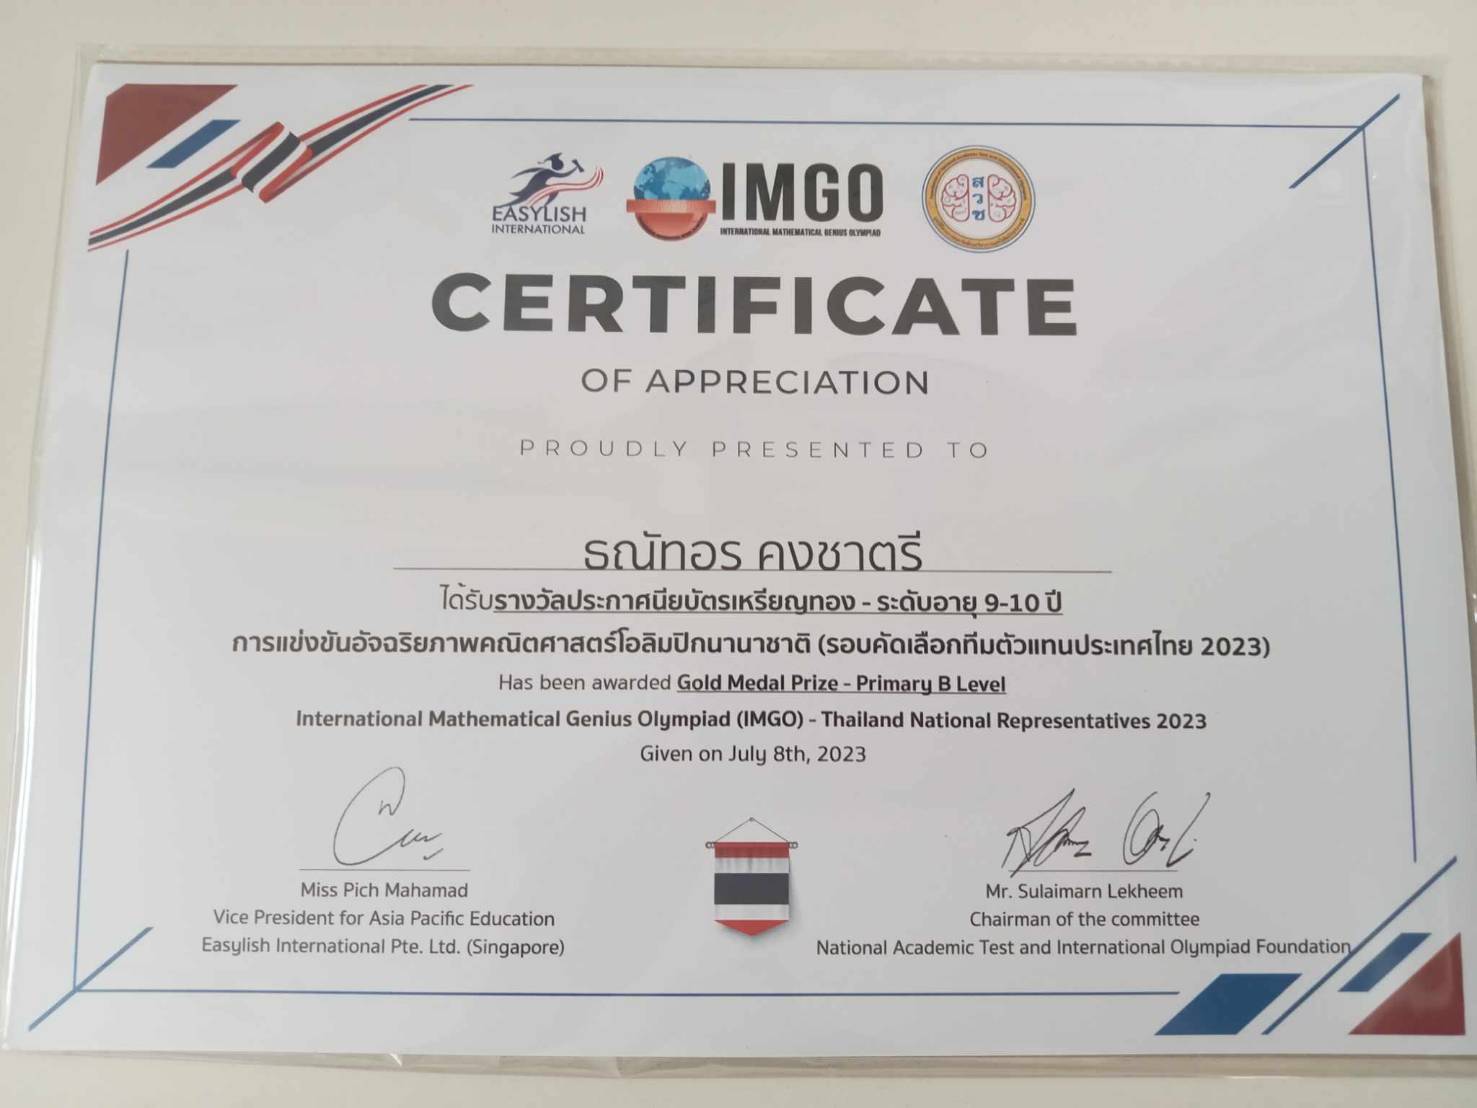 EASYLISH
INTERNATIONAL
IMGO
INTERNATIONAL MATHEMATICAL GENIUS OLYMPIAD
สวช
CERTIFICATE
OF APPRECIATION
PROUDLY PRESENTED TO
ธณัทอร คงชาตรี
ได้รับรางวัลประกาศนียบัตรเหรียญทอง - ระดับอายุ 9-10 ปี
การแข่งขันอัจฉริยภาพคณิตศาสตร์โอลิมปิกนานาชาติ (รอบคัดเลือกทีมตัวแทนประเทศไทย 2023)
Has been awarded Gold Medal Prize - Primary B Level
International Mathematical Genius Olympiad (IMGO) - Thailand National Representatives 2023
Given on July 8th, 2023
Miss Pich Mahamad
Vice President for Asia Pacific Education
Easylish International Pte. Ltd. (Singapore)
Mr. Sulaimarn Lekheem
Chairman of the committee
National Academic Test and International Olympiad Foundation